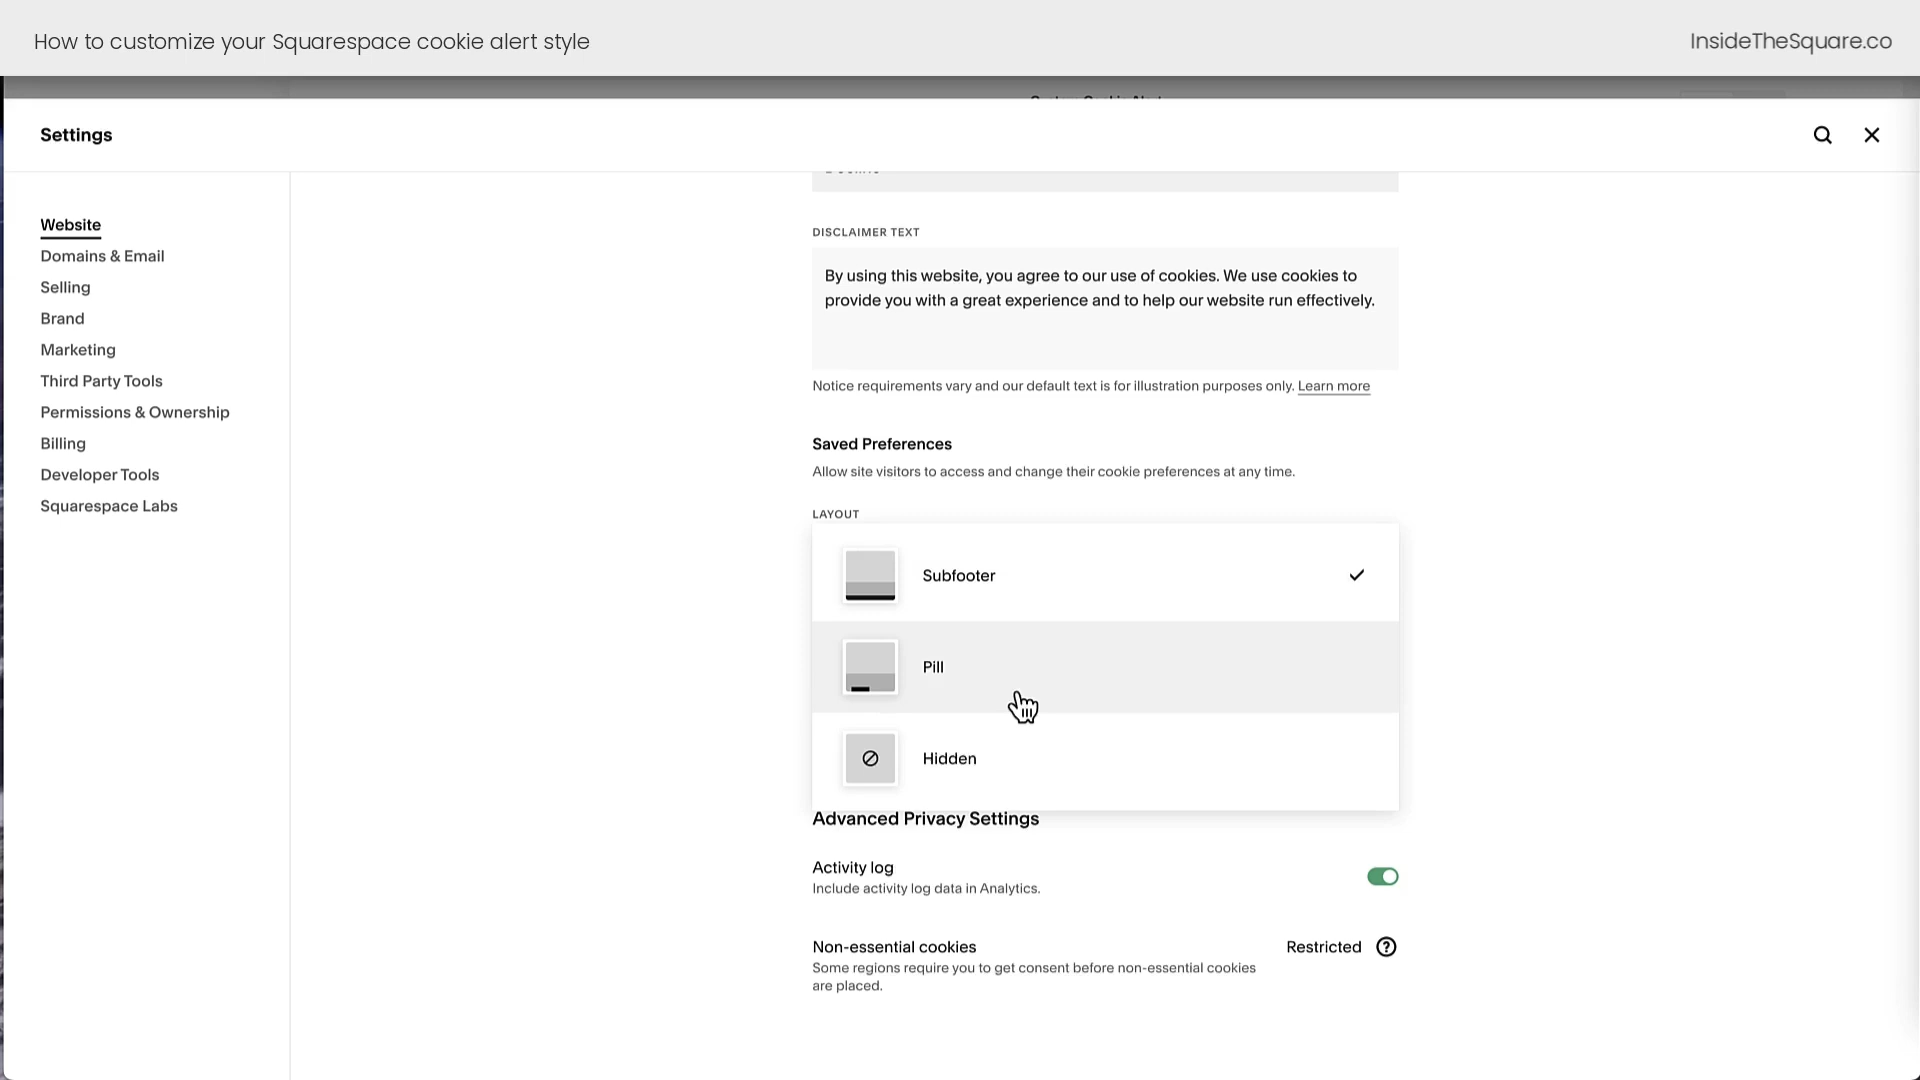 How to customize your Squarespace cookie alert style
InsideTheSquare.co
Settings
Website
Domains & Email
Selling
Brand
Marketing
Third Party Tools
Permissions & Ownership
Billing
Developer Tools
Squarespace Labs
DISCLAIMER TEXT
By using this website, you agree to our use of cookies. We use cookies to
provide you with a great experience and to help our website run effectively.
Notice requirements vary and our default text is for illustration purposes only. Learn more
Saved Preferences
Allow site visitors to access and change their cookie preferences at any time.
LAYOUT
Subfooter
Pill
Hidden
Advanced Privacy Settings
Activity log
Include activity log data in Analytics.
Non-essential cookies
Restricted
Some regions require you to get consent before non-essential cookies
are placed.